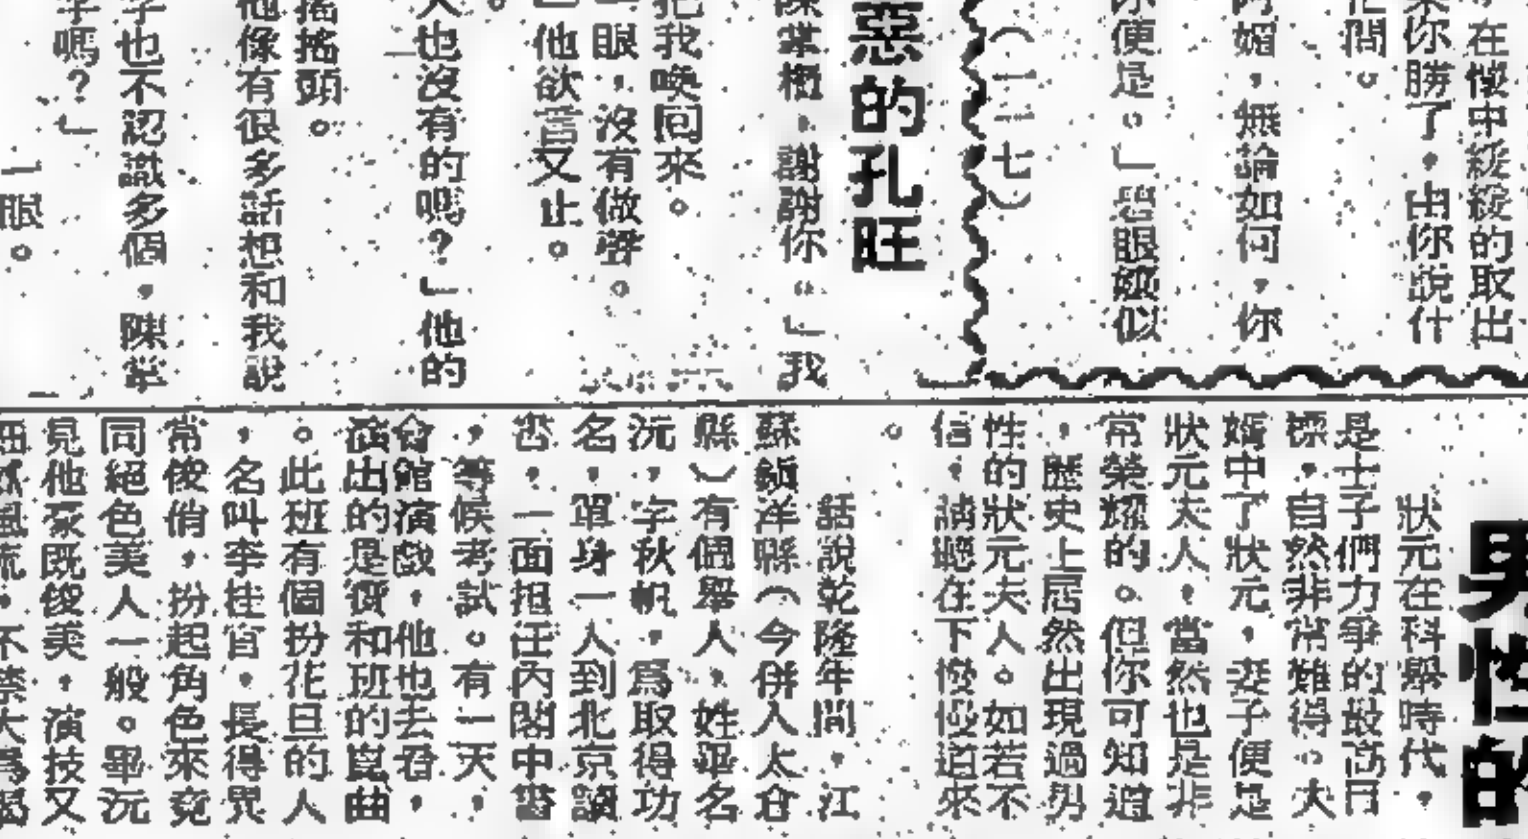 ，在懷中緩緩的取出
你勝了，由你說什
他問。
阿媚，無論如何，你
你便是。」怨眼似
（一一七）
惡的孔旺
陳掌櫃，謝謝你。」我
把我喚回來。
一眼，沒有做聲。
他欲言又止。
人也沒有的嗎？」他的
搖搖頭。
他像有很多話想和我說
字也不認識多個，陳掌
字嗎？」
一眼。
男性的
狀元在科舉時代，
是士子們力爭的最高目
標，自然非常難得。大
婿中了狀元，妻子便是
狀元夫人，當然也是非
常榮耀的。但你可知道
，歷史上居然出現過男
性的狀元夫人。如若不
信，請聽在下慢慢道來
。
話說乾隆年間，江
蘇鎮洋縣（今併入太倉
縣）有個舉人，姓畢名
沅，字秋帆，爲取得功
名，單身一人到北京讀
書，一面担任內閣中書
，等候考試。有一天，
會館演戲，他也去看，
演出的是雙和班的崑曲
。此班有個扮花旦的人
，名叫李桂官，長得異
常俊俏，扮起角色來竟
同絕色美人一般。畢沅
見他豪既俊美，演技又
風流，不禁大爲